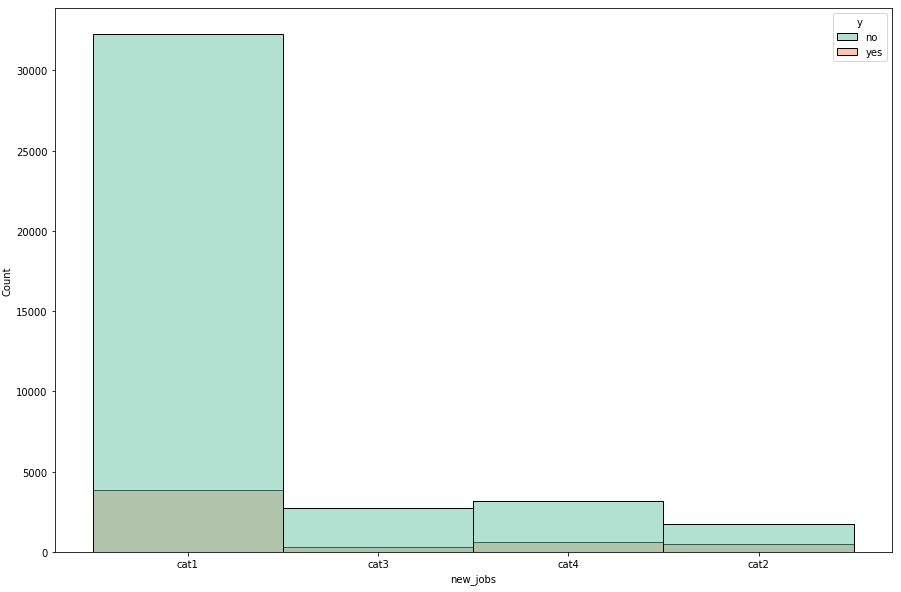 y
no
yes
30000
25000
20000
15000
10000
5000
0
Count
cat1
cat3
cat4
cat2
new_jobs